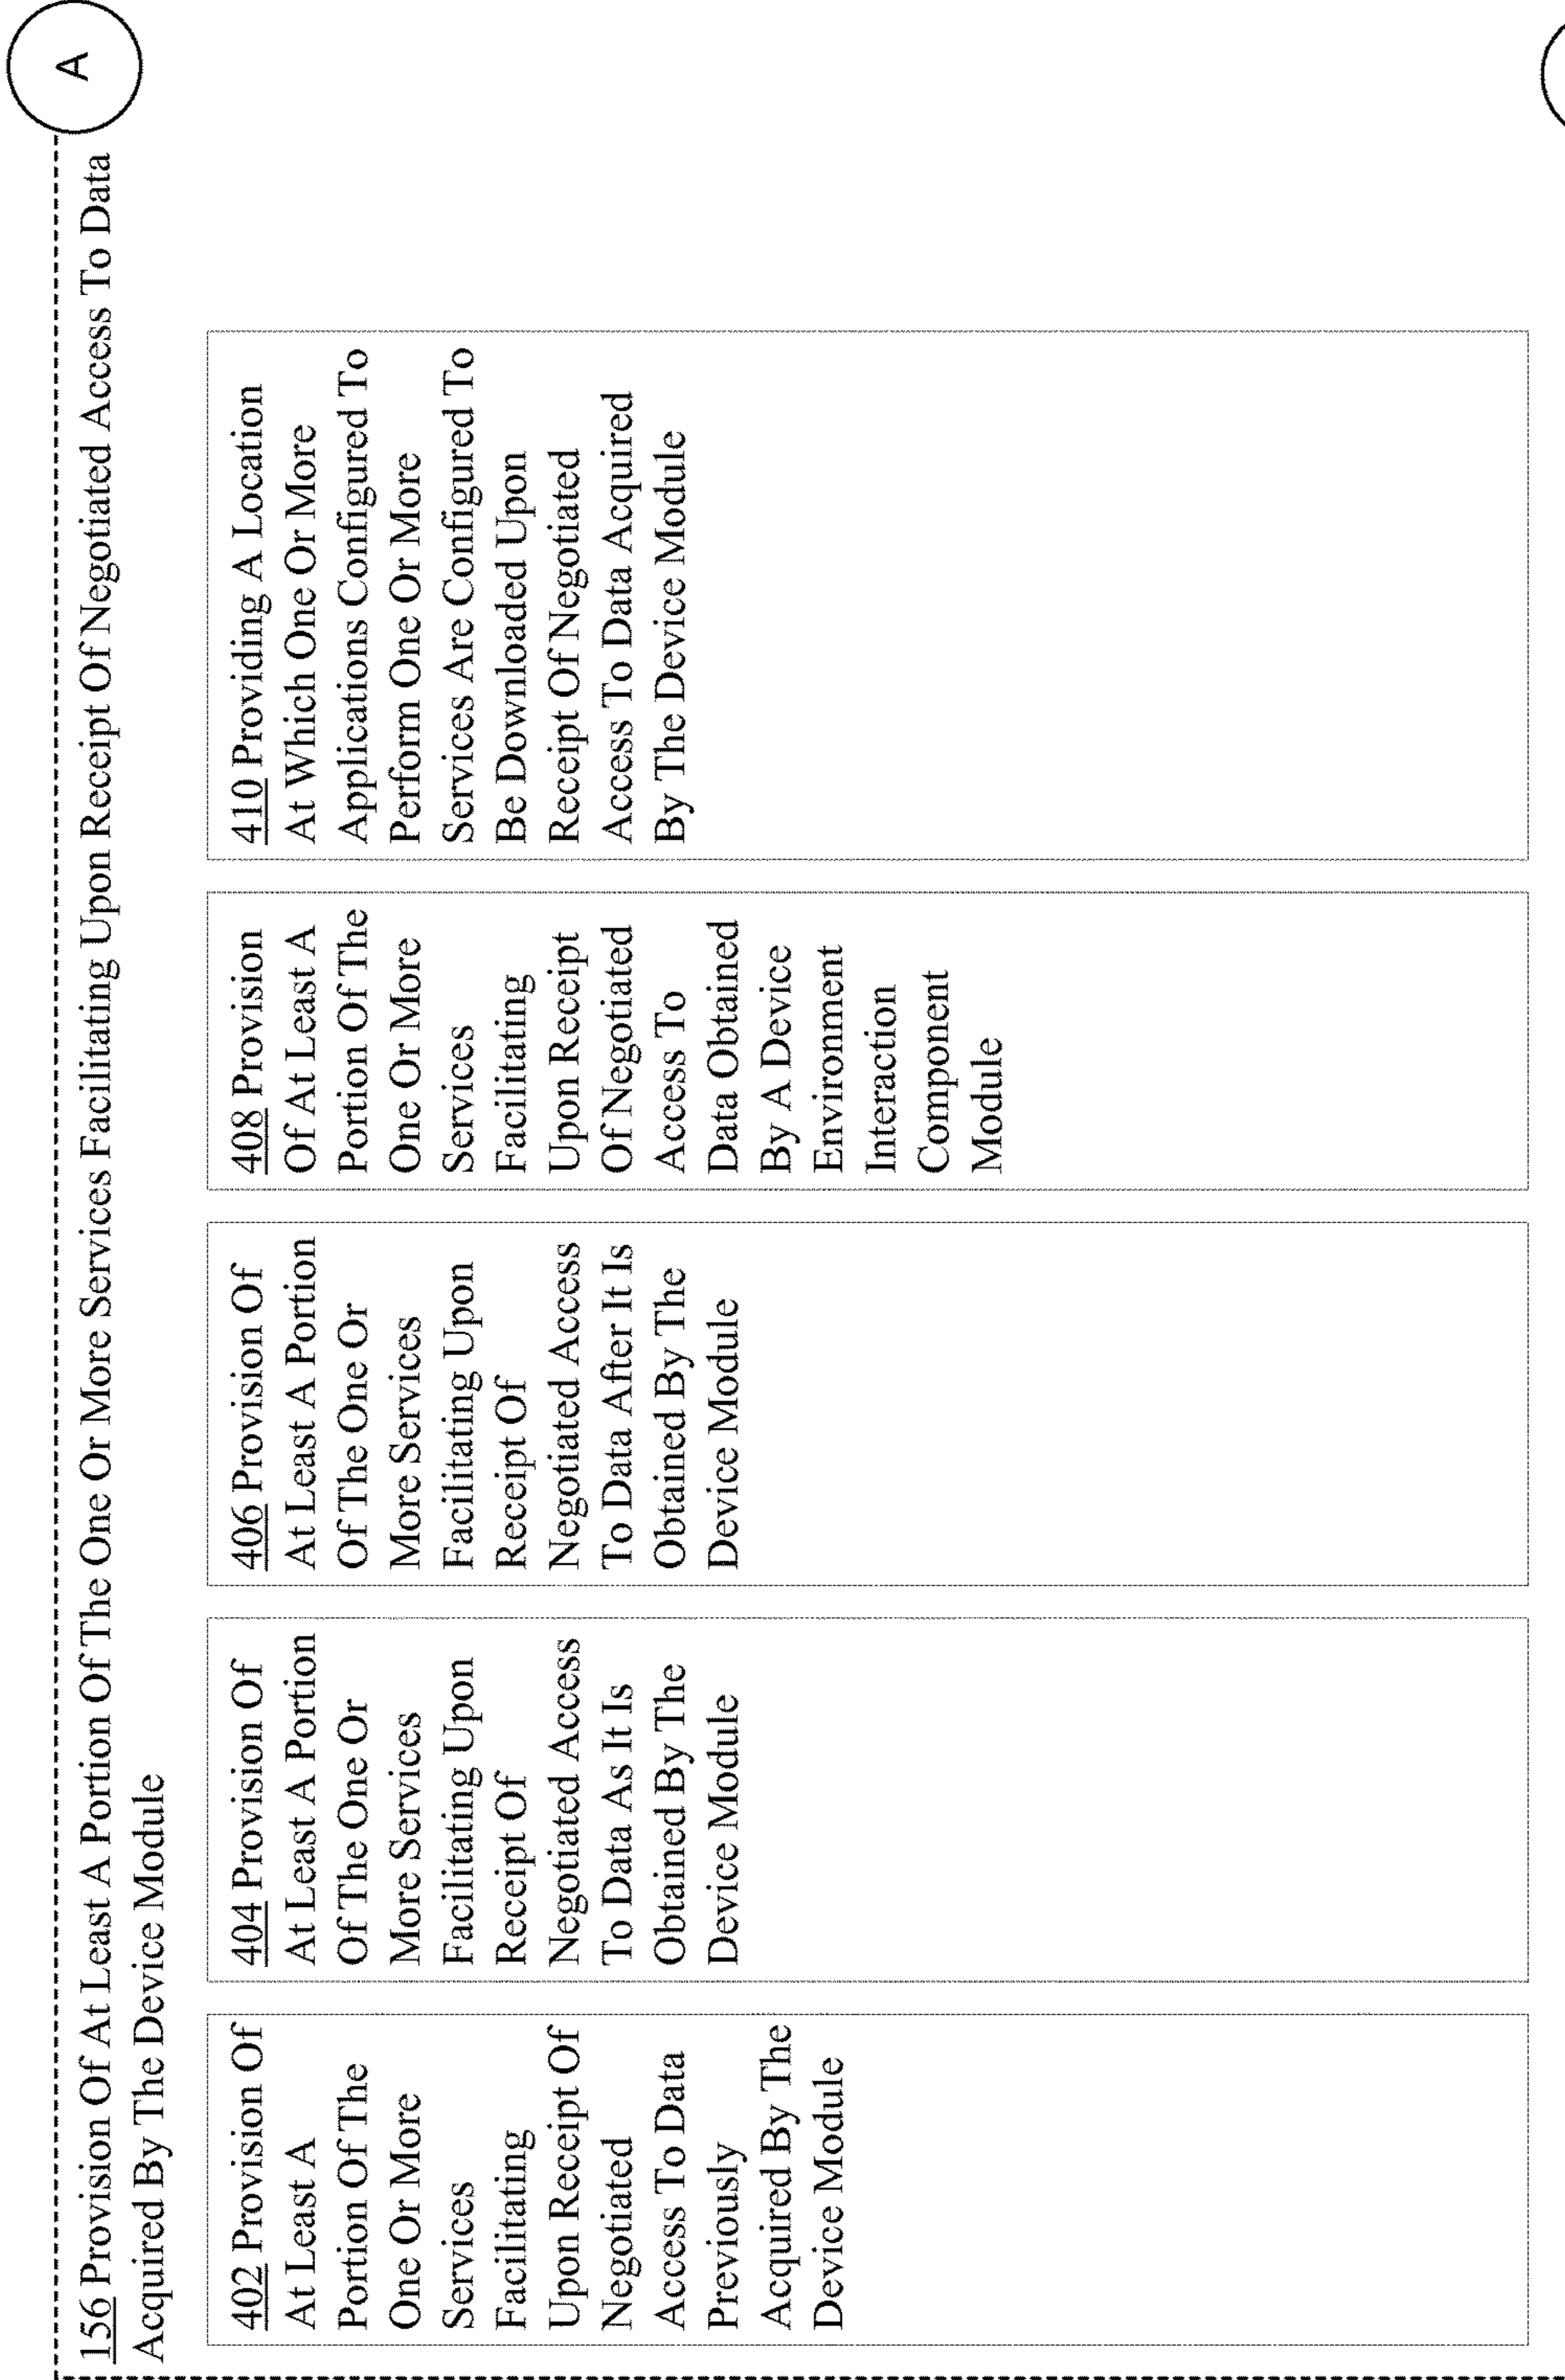 156 Provision Of At Least A Portion Of The One Or More Services Facilitating Upon Receipt Of Negotiated Access To Data
Acquired By The Device Module
A
402 Provision Of
At Least A
Portion Of The
One Or More
Services
Facilitating
Upon Receipt Of
Negotiated
Access To Data
Previously
Acquired By The
Device Module
404 Provision Of
At Least A Portion
Of The One Or
More Services
Facilitating Upon
Receipt Of
Negotiated Access
To Data As It Is
Obtained By The
Device Module
406 Provision Of
At Least A Portion
Of The One Or
More Services
Facilitating Upon
Receipt Of
Negotiated Access
To Data After It Is
Obtained By The
Device Module
408 Provision
Of At Least A
Portion Of The
One Or More
Services
Facilitating
Upon Receipt
Of Negotiated
Access To
Data Obtained
By A Device
Environment
Interaction
Component
Module
410 Providing A Location
At Which One Or More
Applications Configured To
Perform One Or More
Services Are Configured To
Be Downloaded Upon
Receipt Of Negotiated
Access To Data Acquired
By The Device Module